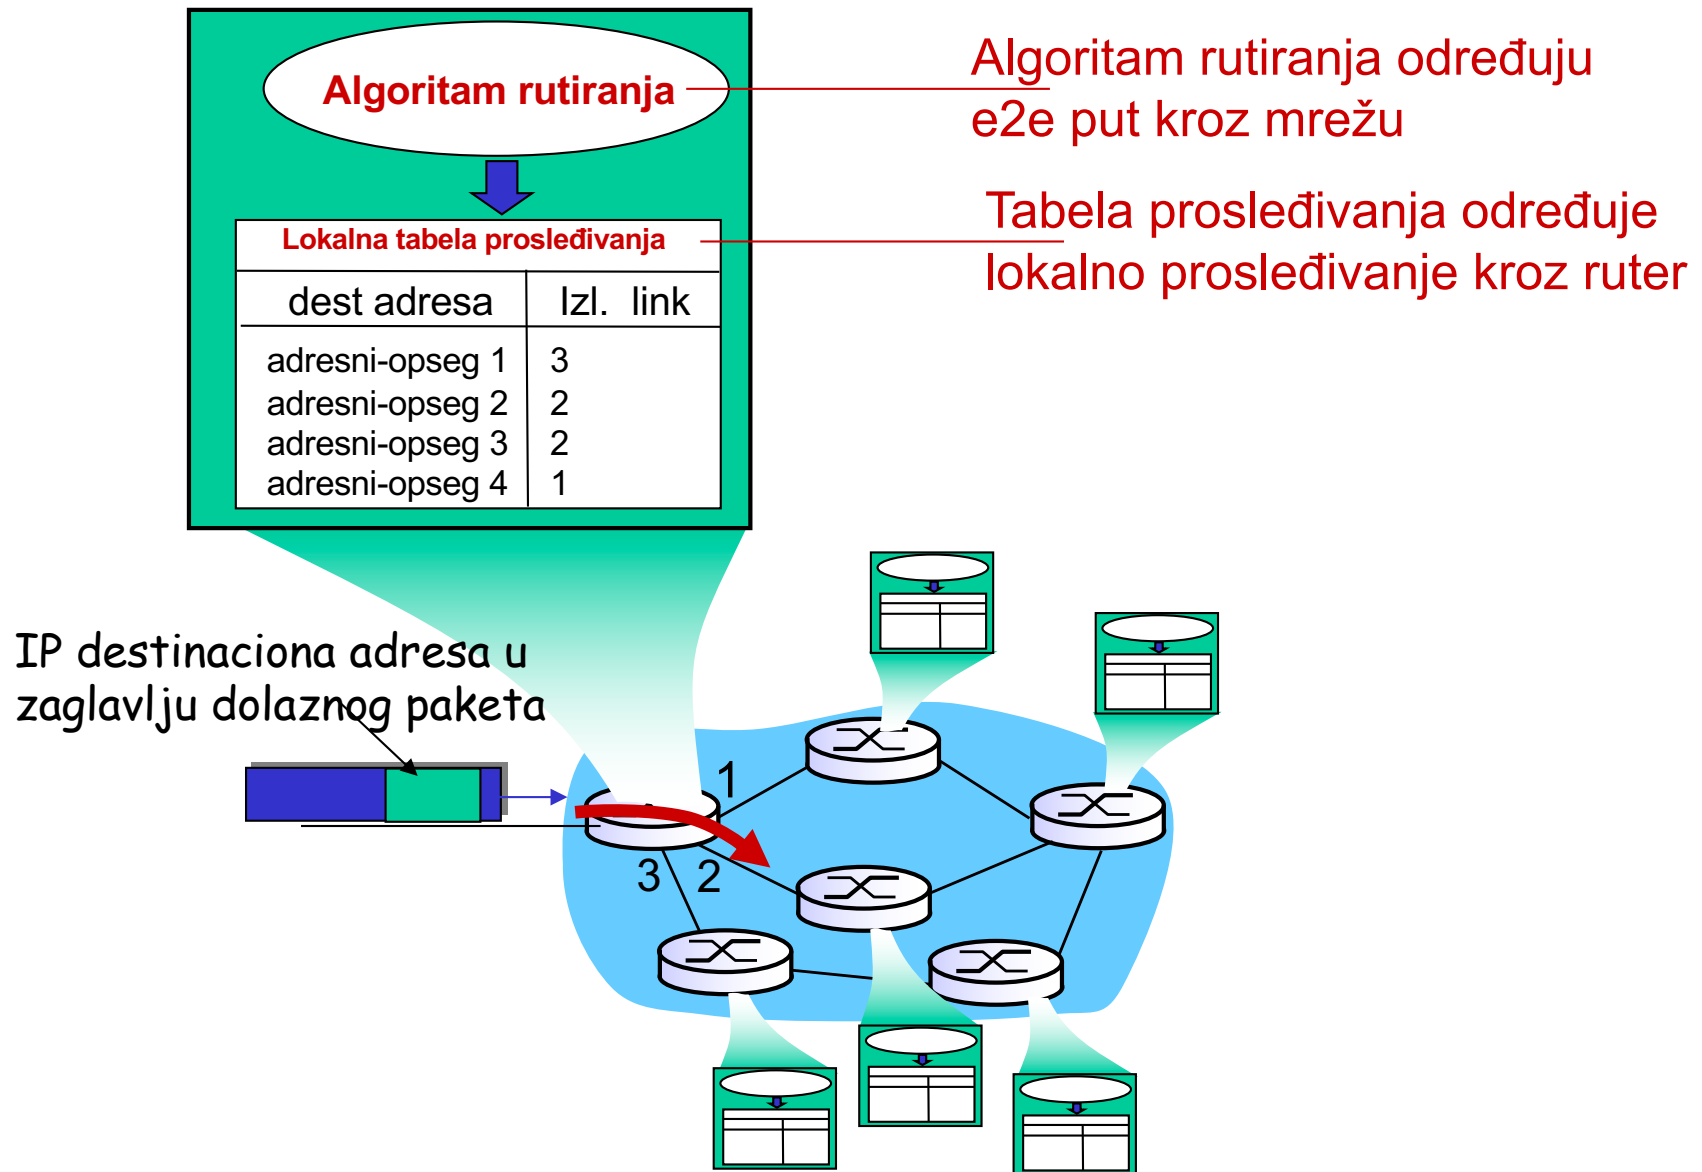 Algoritam rutiranja
Algoritam rutiranja određuju
e2e put kroz mrežu
Lokalna tabela prosleđivanja
Tabela prosleđivanja određuje
lokalno prosleđivanje kroz ruter
dest adresa Izl. link
adresni-opseg 1 3
adresni-opseg 2 2
adresni-opseg 3 2
adresni-opseg 4 1
IP destinaciona adresa u
zaglavlju dolaznog paketa
1
3 2